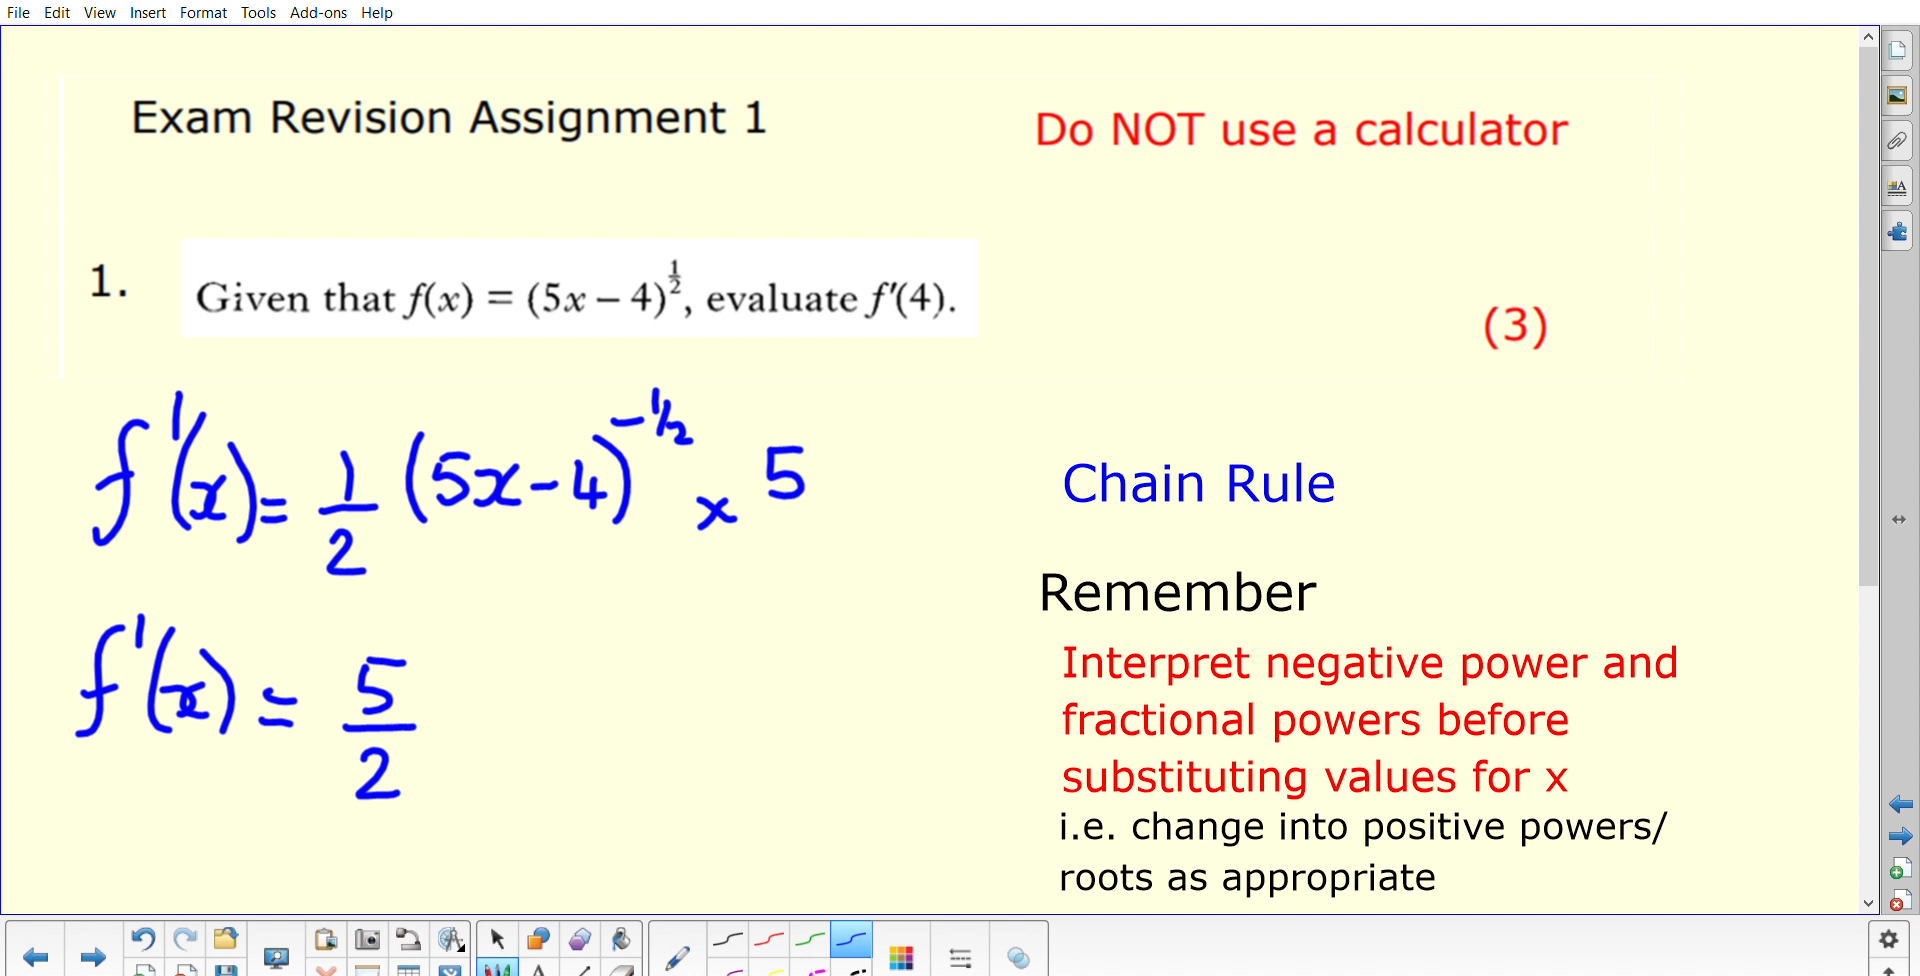 File Edit View Insert Format Tools Add-ons Help
Exam Revision Assignment 1
Do NOT use a calculator
1. Given that f(x) = (5x – 4)^{1/2}, evaluate f′(4).
(3)
f'(x) = 1/2 (5x-4)^{-1/2} × 5
Chain Rule
Remember
f'(x) = 5/2
Interpret negative power and
fractional powers before
substituting values for x
i.e. change into positive powers/
roots as appropriate